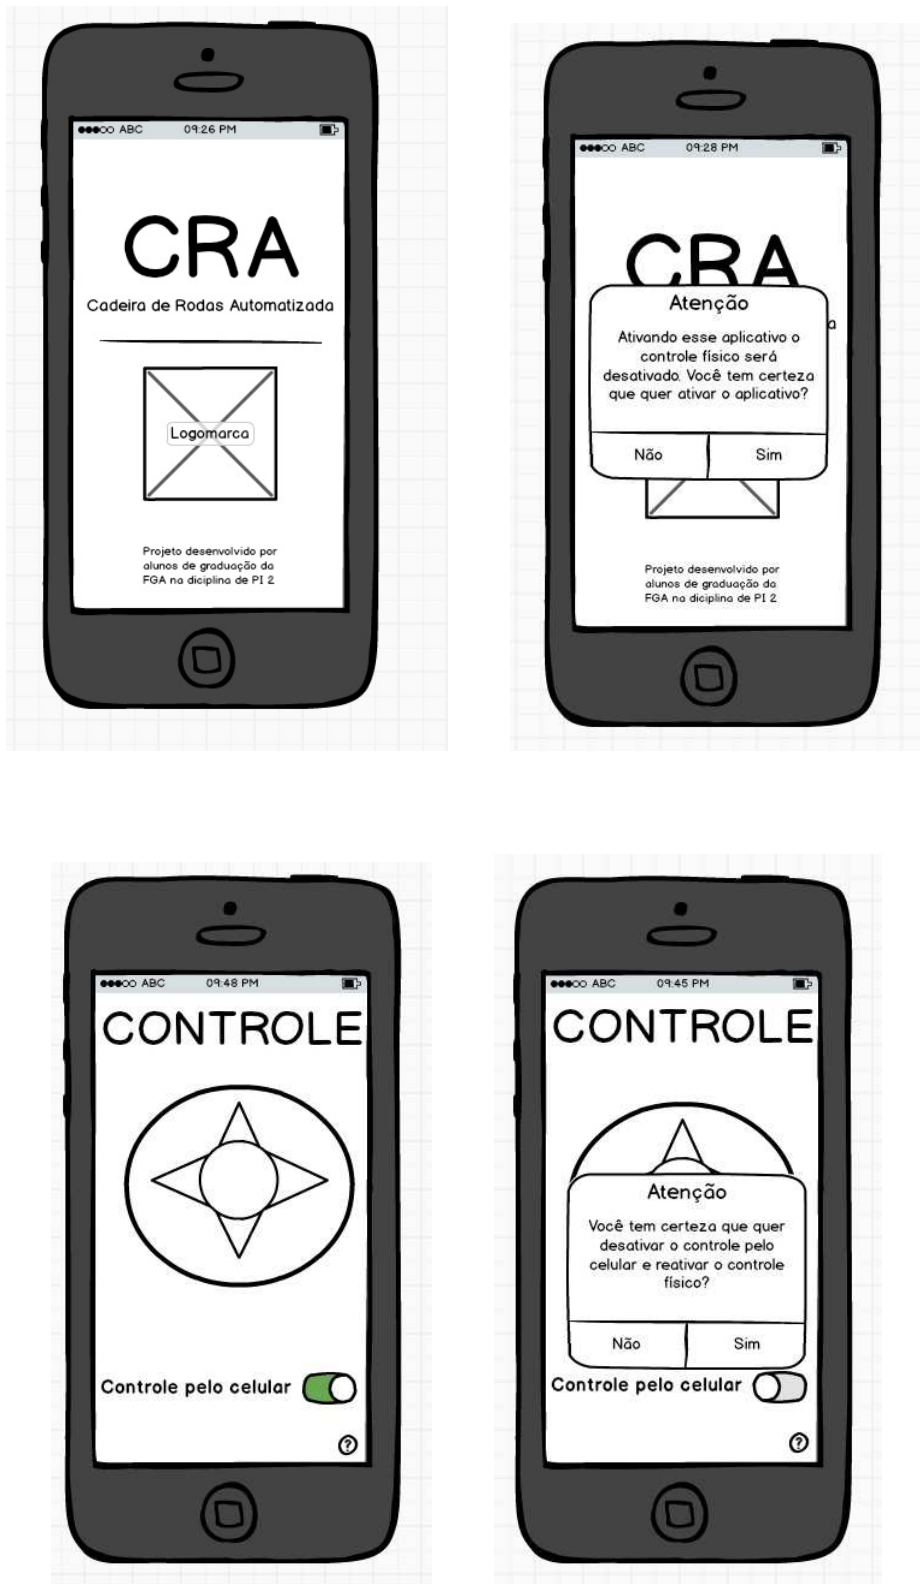 ABC 09:26 PM
CRA
Cadeira de Rodas Automatizada
Logomarca
Projeto desenvolvido por
alunos de graduação da
FGA na diciplina de PI 2
ABC 09:28 PM
CRA
a
Atenção
Ativando esse aplicativo o
controle físico será
desativado. Você tem certeza
que quer ativar o aplicativo?
Não Sim
Projeto desenvolvido por
alunos de graduação da
FGA na diciplina de PI 2
ABC 09:48 PM
CONTROLE
Controle pelo celular
?
ABC 09:45 PM
CONTROLE
Atenção
Você tem certeza que quer
desativar o controle pelo
celular e reativar o controle
físico?
Não Sim
Controle pelo celular
?